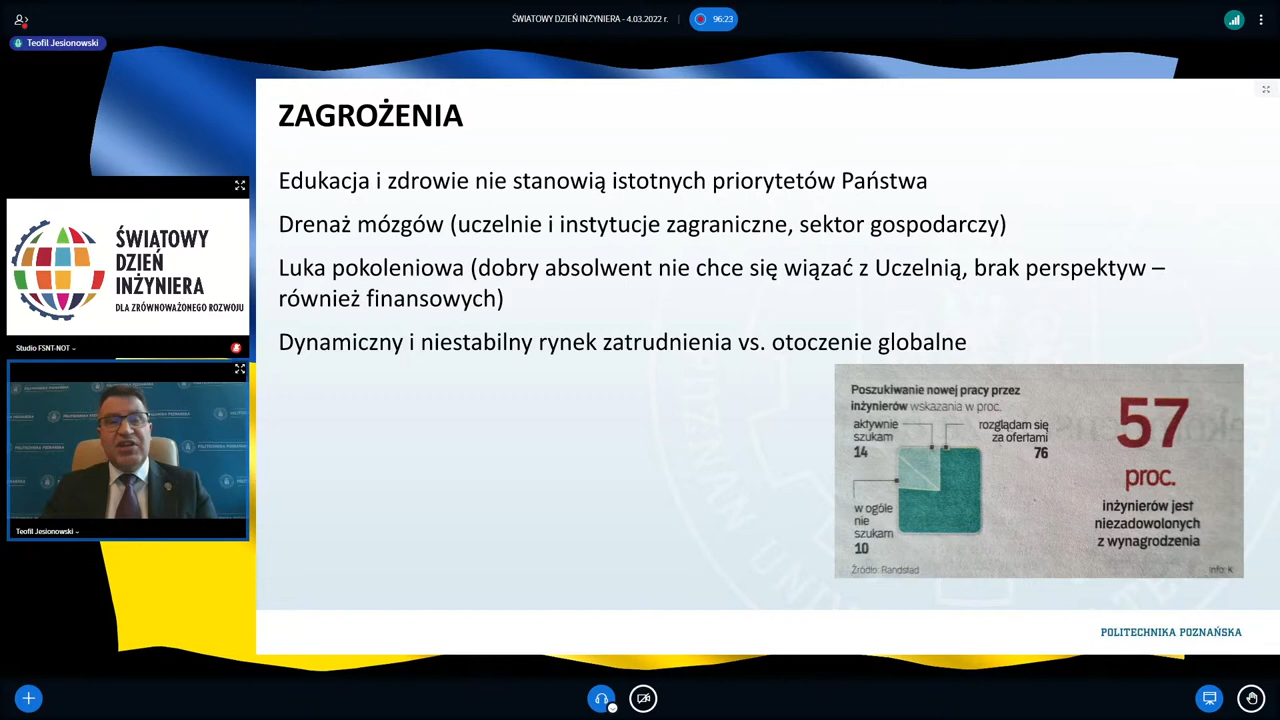 ŚWIATOWY DZIEŃ INŻYNIERA - 4.03.2022 r.
96:23
Teofil Jesionowski
ZAGROŻENIA
Edukacja i zdrowie nie stanowią istotnych priorytetów Państwa
Drenaż mózgów (uczelnie i instytucje zagraniczne, sektor gospodarczy)
Luka pokoleniowa (dobry absolwent nie chce się wiązać z Uczelnią, brak perspektyw –
również finansowych)
Dynamiczny i niestabilny rynek zatrudnienia vs. otoczenie globalne
Poszukiwanie nowej pracy przez
inżynierów wskazania w proc.
aktywnie
szukam
14
rozglądam się
za ofertami
76
w ogóle
nie
szukam
10
Źródło: Randstad
57
proc.
inżynierów jest
niezadowolonych
z wynagrodzenia
Info: K
POLITECHNIKA POZNAŃSKA
ŚWIATOWY
DZIEŃ
INŻYNIERA
DLA ZRÓWNOWAŻONEGO ROZWOJU
Studio FSNT-NOT
POLITECHNIKA POZNAŃSKA
Teofil Jesionowski